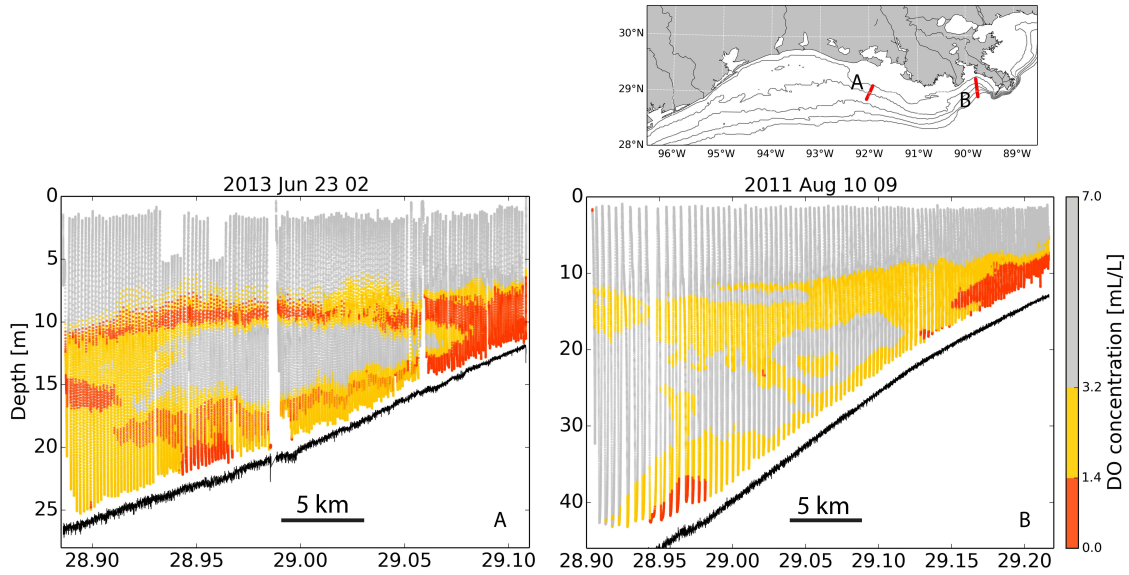 30°N
29°N
28°N
A
B
96°W 95°W 94°W 93°W 92°W 91°W 90°W 89°W
2013 Jun 23 02
2011 Aug 10 09
Depth [m]
0
5
10
15
20
25
5 km
A
28.90 28.95 29.00 29.05 29.10
0
10
20
30
40
5 km
B
28.90 28.95 29.00 29.05 29.10 29.15 29.20
7.0
3.2
1.4
0.0
DO concentration [mL/L]